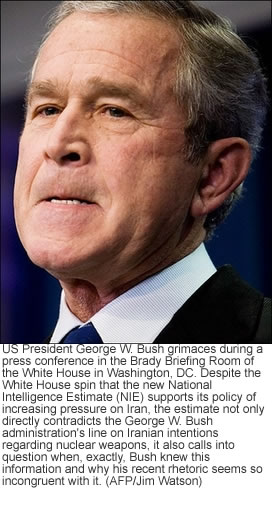 US President George W. Bush grimaces during a
press conference in the Brady Briefing Room of
the White House in Washington, DC. Despite the
White House spin that the new National
Intelligence Estimate (NIE) supports its policy of
increasing pressure on Iran, the estimate not only
directly contradicts the George W. Bush
administration's line on Iranian intentions
regarding nuclear weapons, it also calls into
question when, exactly, Bush knew this
information and why his recent rhetoric seems so
incongruent with it. (AFP/Jim Watson)